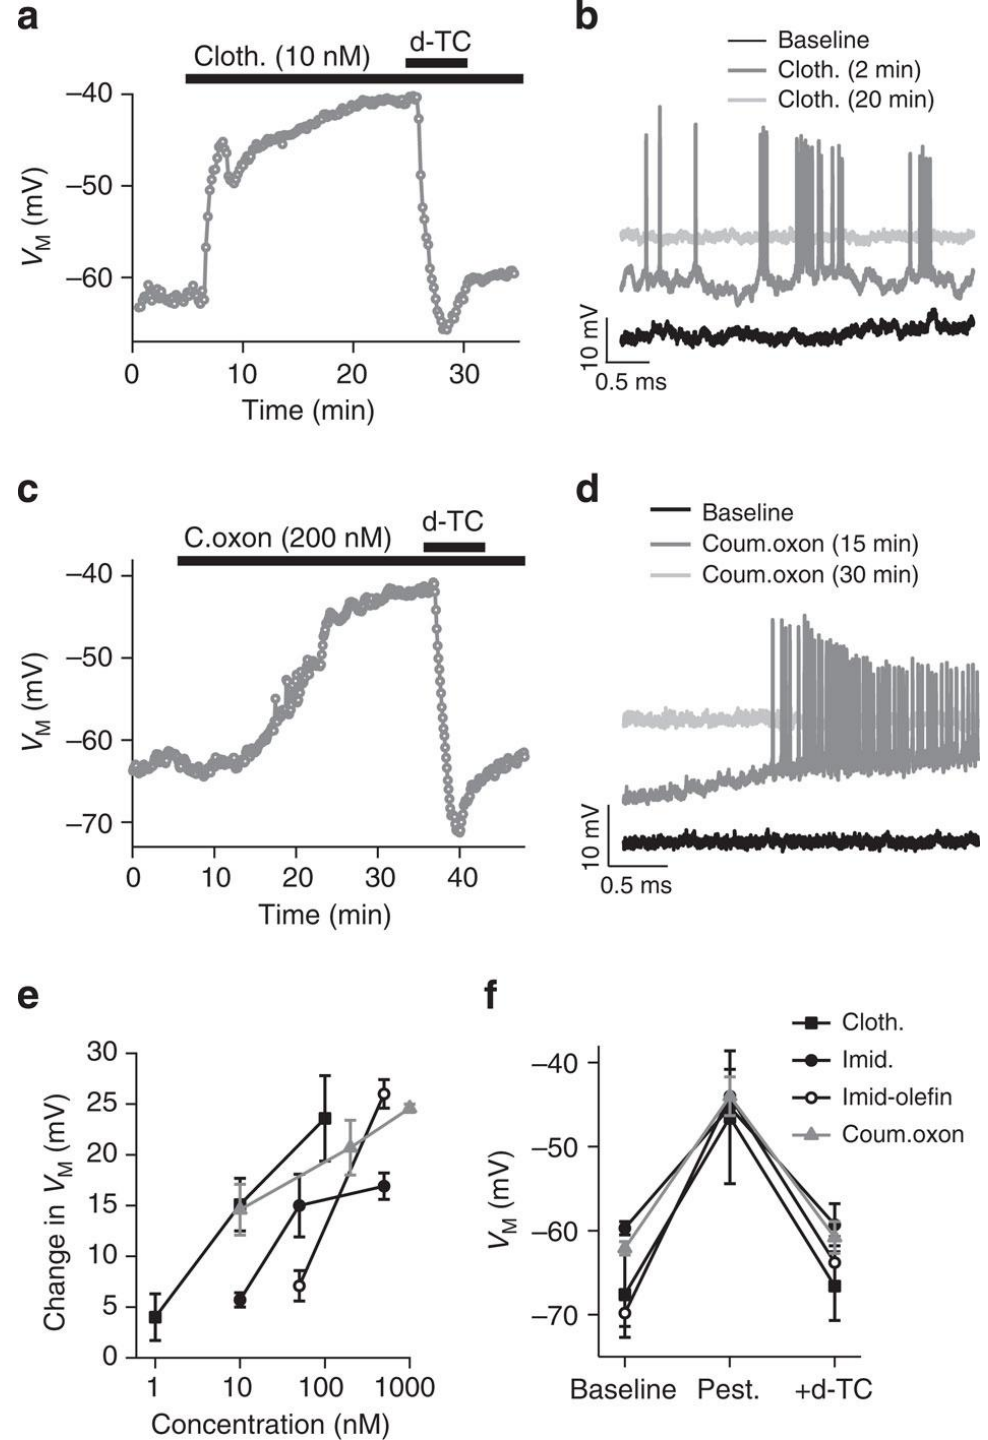 a
Cloth. (10 nM)
d-TC
–40
–50
–60
VM (mV)
0 10 20 30
Time (min)
b
Baseline
Cloth. (2 min)
Cloth. (20 min)
10 mV
0.5 ms
c
C.oxon (200 nM)
d-TC
–40
–50
–60
–70
VM (mV)
0 10 20 30 40
Time (min)
d
Baseline
Coum.oxon (15 min)
Coum.oxon (30 min)
10 mV
0.5 ms
e
30
25
20
15
10
5
0
Change in VM (mV)
1 10 100 1000
Concentration (nM)
f
Cloth.
Imid.
Imid-olefin
Coum.oxon
–40
–50
–60
–70
VM (mV)
Baseline Pest. +d-TC